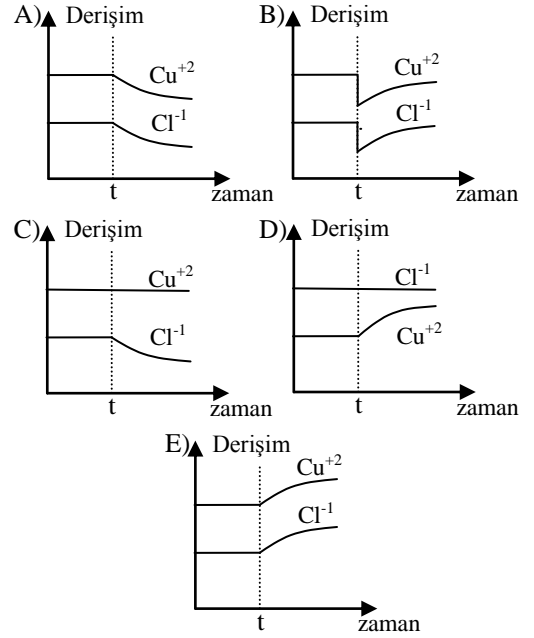 A) Derişim
Cu+2
Cl-1
t
zaman
B) Derişim
Cu+2
Cl-1
t
zaman
C) Derişim
Cu+2
Cl-1
t
zaman
D) Derişim
Cl-1
Cu+2
t
zaman
E) Derişim
Cu+2
Cl-1
t
zaman